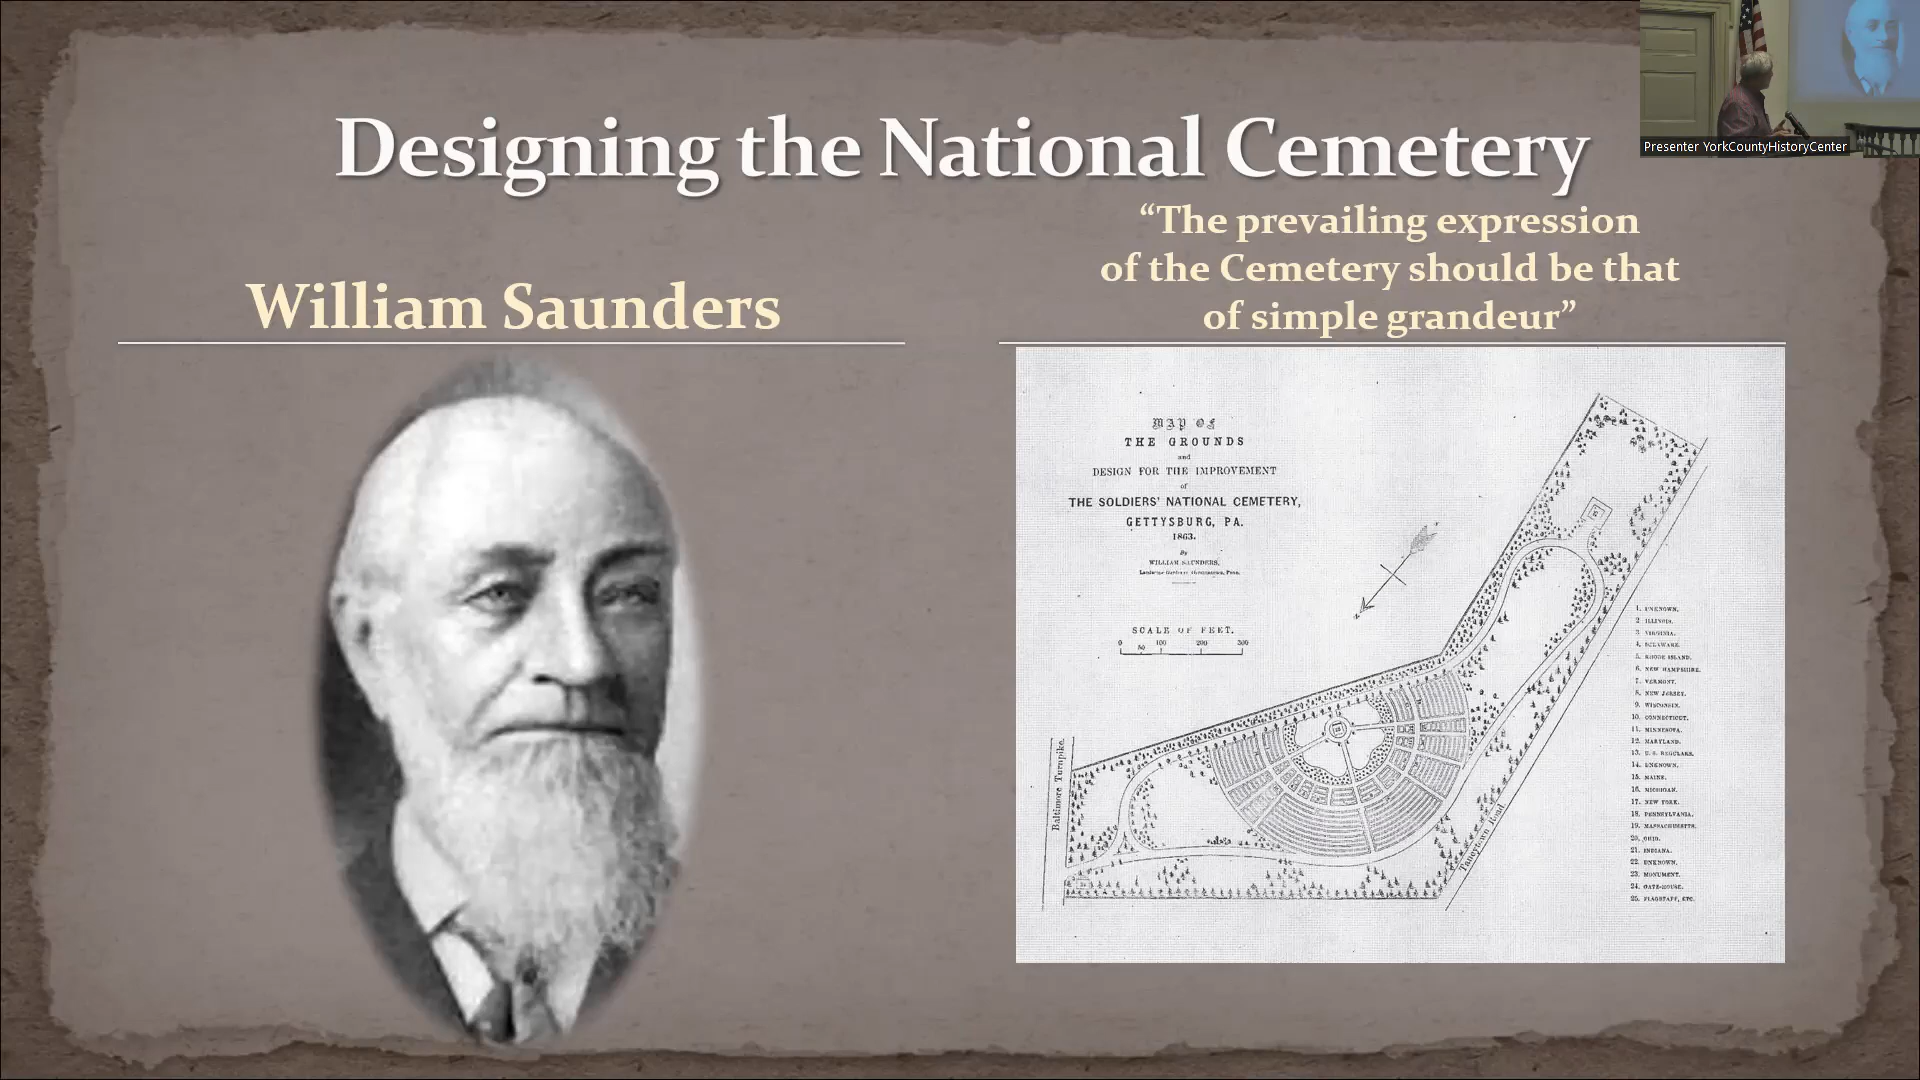 Designing the National Cemetery
Presenter YorkCountyHistoryCenter
William Saunders
“The prevailing expression
of the Cemetery should be that
of simple grandeur”
MAP OF
THE GROUNDS
and
DESIGN FOR THE IMPROVEMENT
of
THE SOLDIERS' NATIONAL CEMETERY,
GETTYSBURG, PA.
1863.
By
WILLIAM SAUNDERS,
SCALE OF FEET.
0 50 100 200 300
Baltimore Turnpike.
Taneytown Road.
1. UNKNOWN.
2 ILLINOIS.
3 VIRGINIA.
4. DELAWARE.
5. RHODE ISLAND.
6. NEW HAMPSHIRE.
7. VERMONT.
8. NEW JERSEY.
9. WISCONSIN.
10. CONNECTICUT.
11. MINNESOTA.
12. MARYLAND.
13. U. S. REGULARS.
14. UNKNOWN.
15. MAINE.
16. MICHIGAN.
17. NEW YORK.
18. PENNSYLVANIA.
19. MASSACHUSETTS.
20. OHIO.
21. INDIANA.
22. UNKNOWN.
23. MONUMENT.
24. GATE-HOUSE.
25. FLAGSTAFF, ETC.